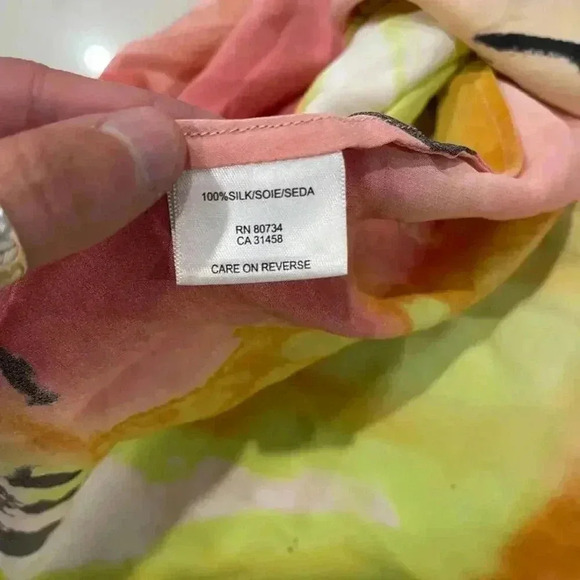 100%SILK/SOIE/SEDA
RN 80734
CA 31458
CARE ON REVERSE